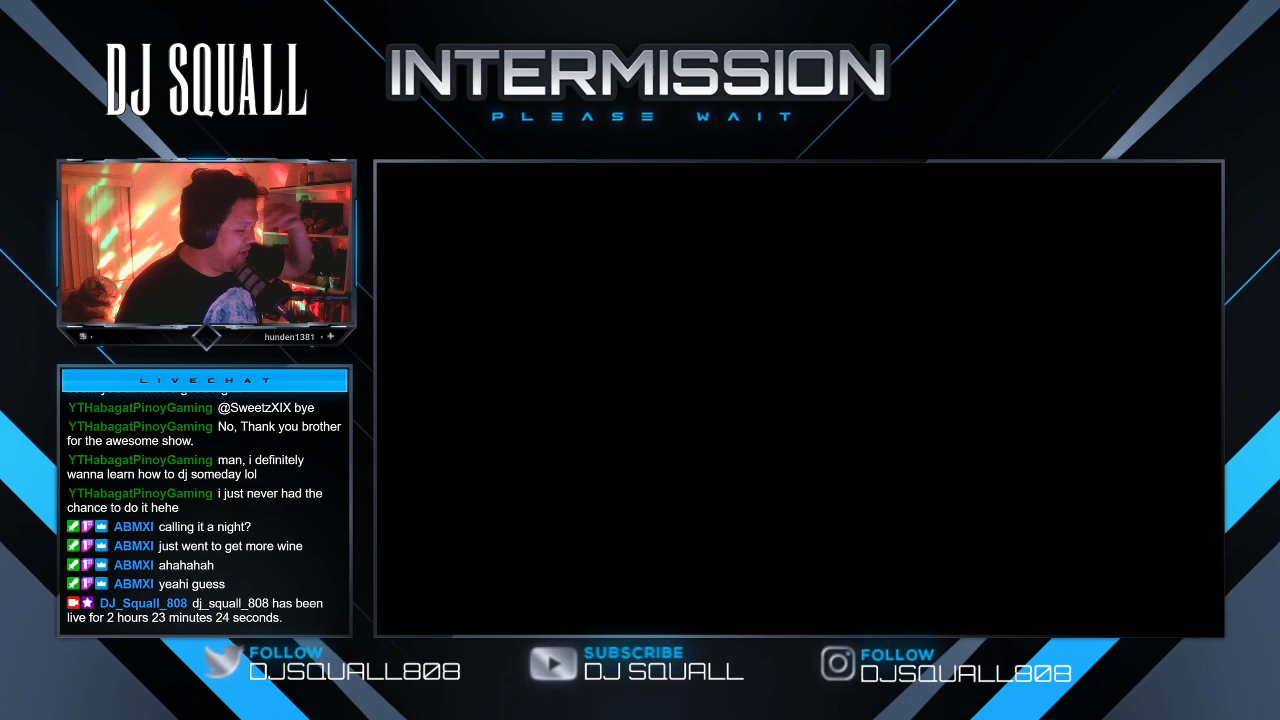 DJ SQUALL
INTERMISSION
PLEASE WAIT
hunden1381
LIVECHAT
YTHabagatPinoyGaming @SweetzXIX bye
YTHabagatPinoyGaming No, Thank you brother
for the awesome show.
YTHabagatPinoyGaming man, i definitely
wanna learn how to dj someday lol
YTHabagatPinoyGaming i just never had the
chance to do it hehe
ABMXI calling it a night?
ABMXI just went to get more wine
ABMXI ahahahah
ABMXI yeahi guess
DJ_Squall_808 dj_squall_808 has been
live for 2 hours 23 minutes 24 seconds.
FOLLOW
DJSQUALL808
SUBSCRIBE
DJ SQUALL
FOLLOW
DJSQUALL808